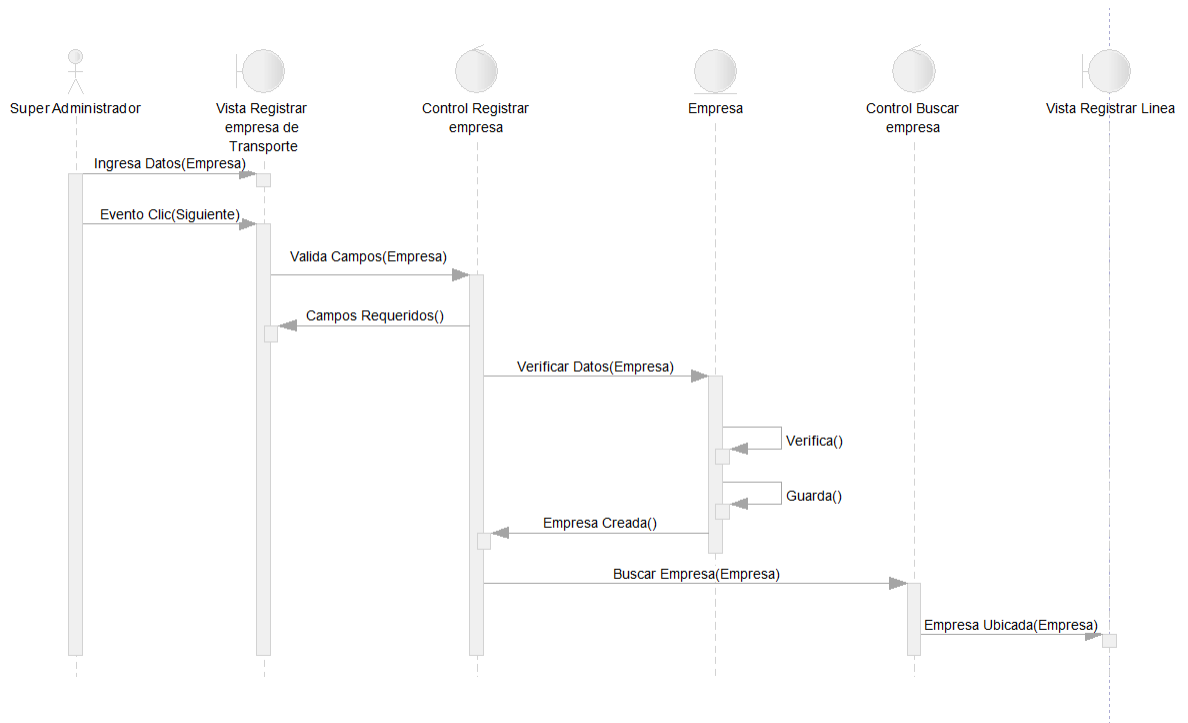 Super Administrador
Vista Registrar
empresa de
Transporte
Control Registrar
empresa
Empresa
Control Buscar
empresa
Vista Registrar Linea
Ingresa Datos(Empresa)
Evento Clic(Siguiente)
Valida Campos(Empresa)
Campos Requeridos()
Verificar Datos(Empresa)
Verifica()
Guarda()
Empresa Creada()
Buscar Empresa(Empresa)
Empresa Ubicada(Empresa)